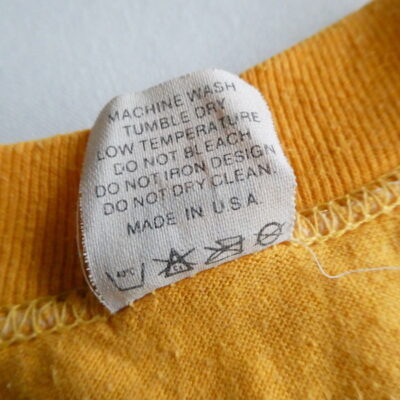 MACHINE WASH
TUMBLE DRY
LOW TEMPERATURE
DO NOT BLEACH
DO NOT IRON DESIGN
DO NOT DRY CLEAN.
MADE IN U.S.A.